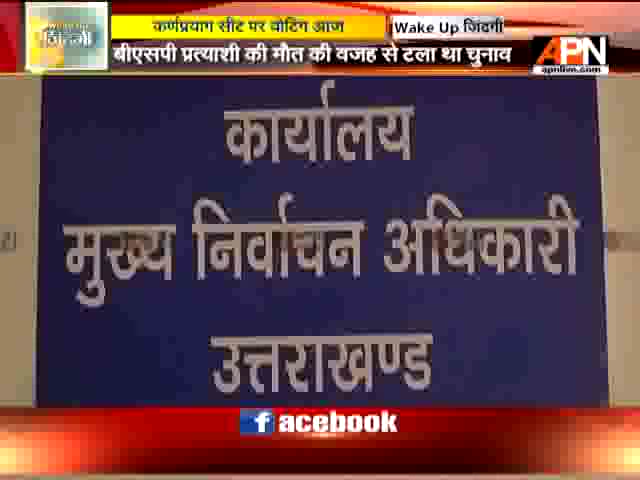 कर्णप्रयाग सीट पर वोटिंग आज
Wake Up जिंदगी
बीएसपी प्रत्याशी की मौत की वजह से टला था चुनाव
APN
apnlive.com
कार्यालय
मुख्य निर्वाचन अधिकारी
उत्तराखण्ड
facebook